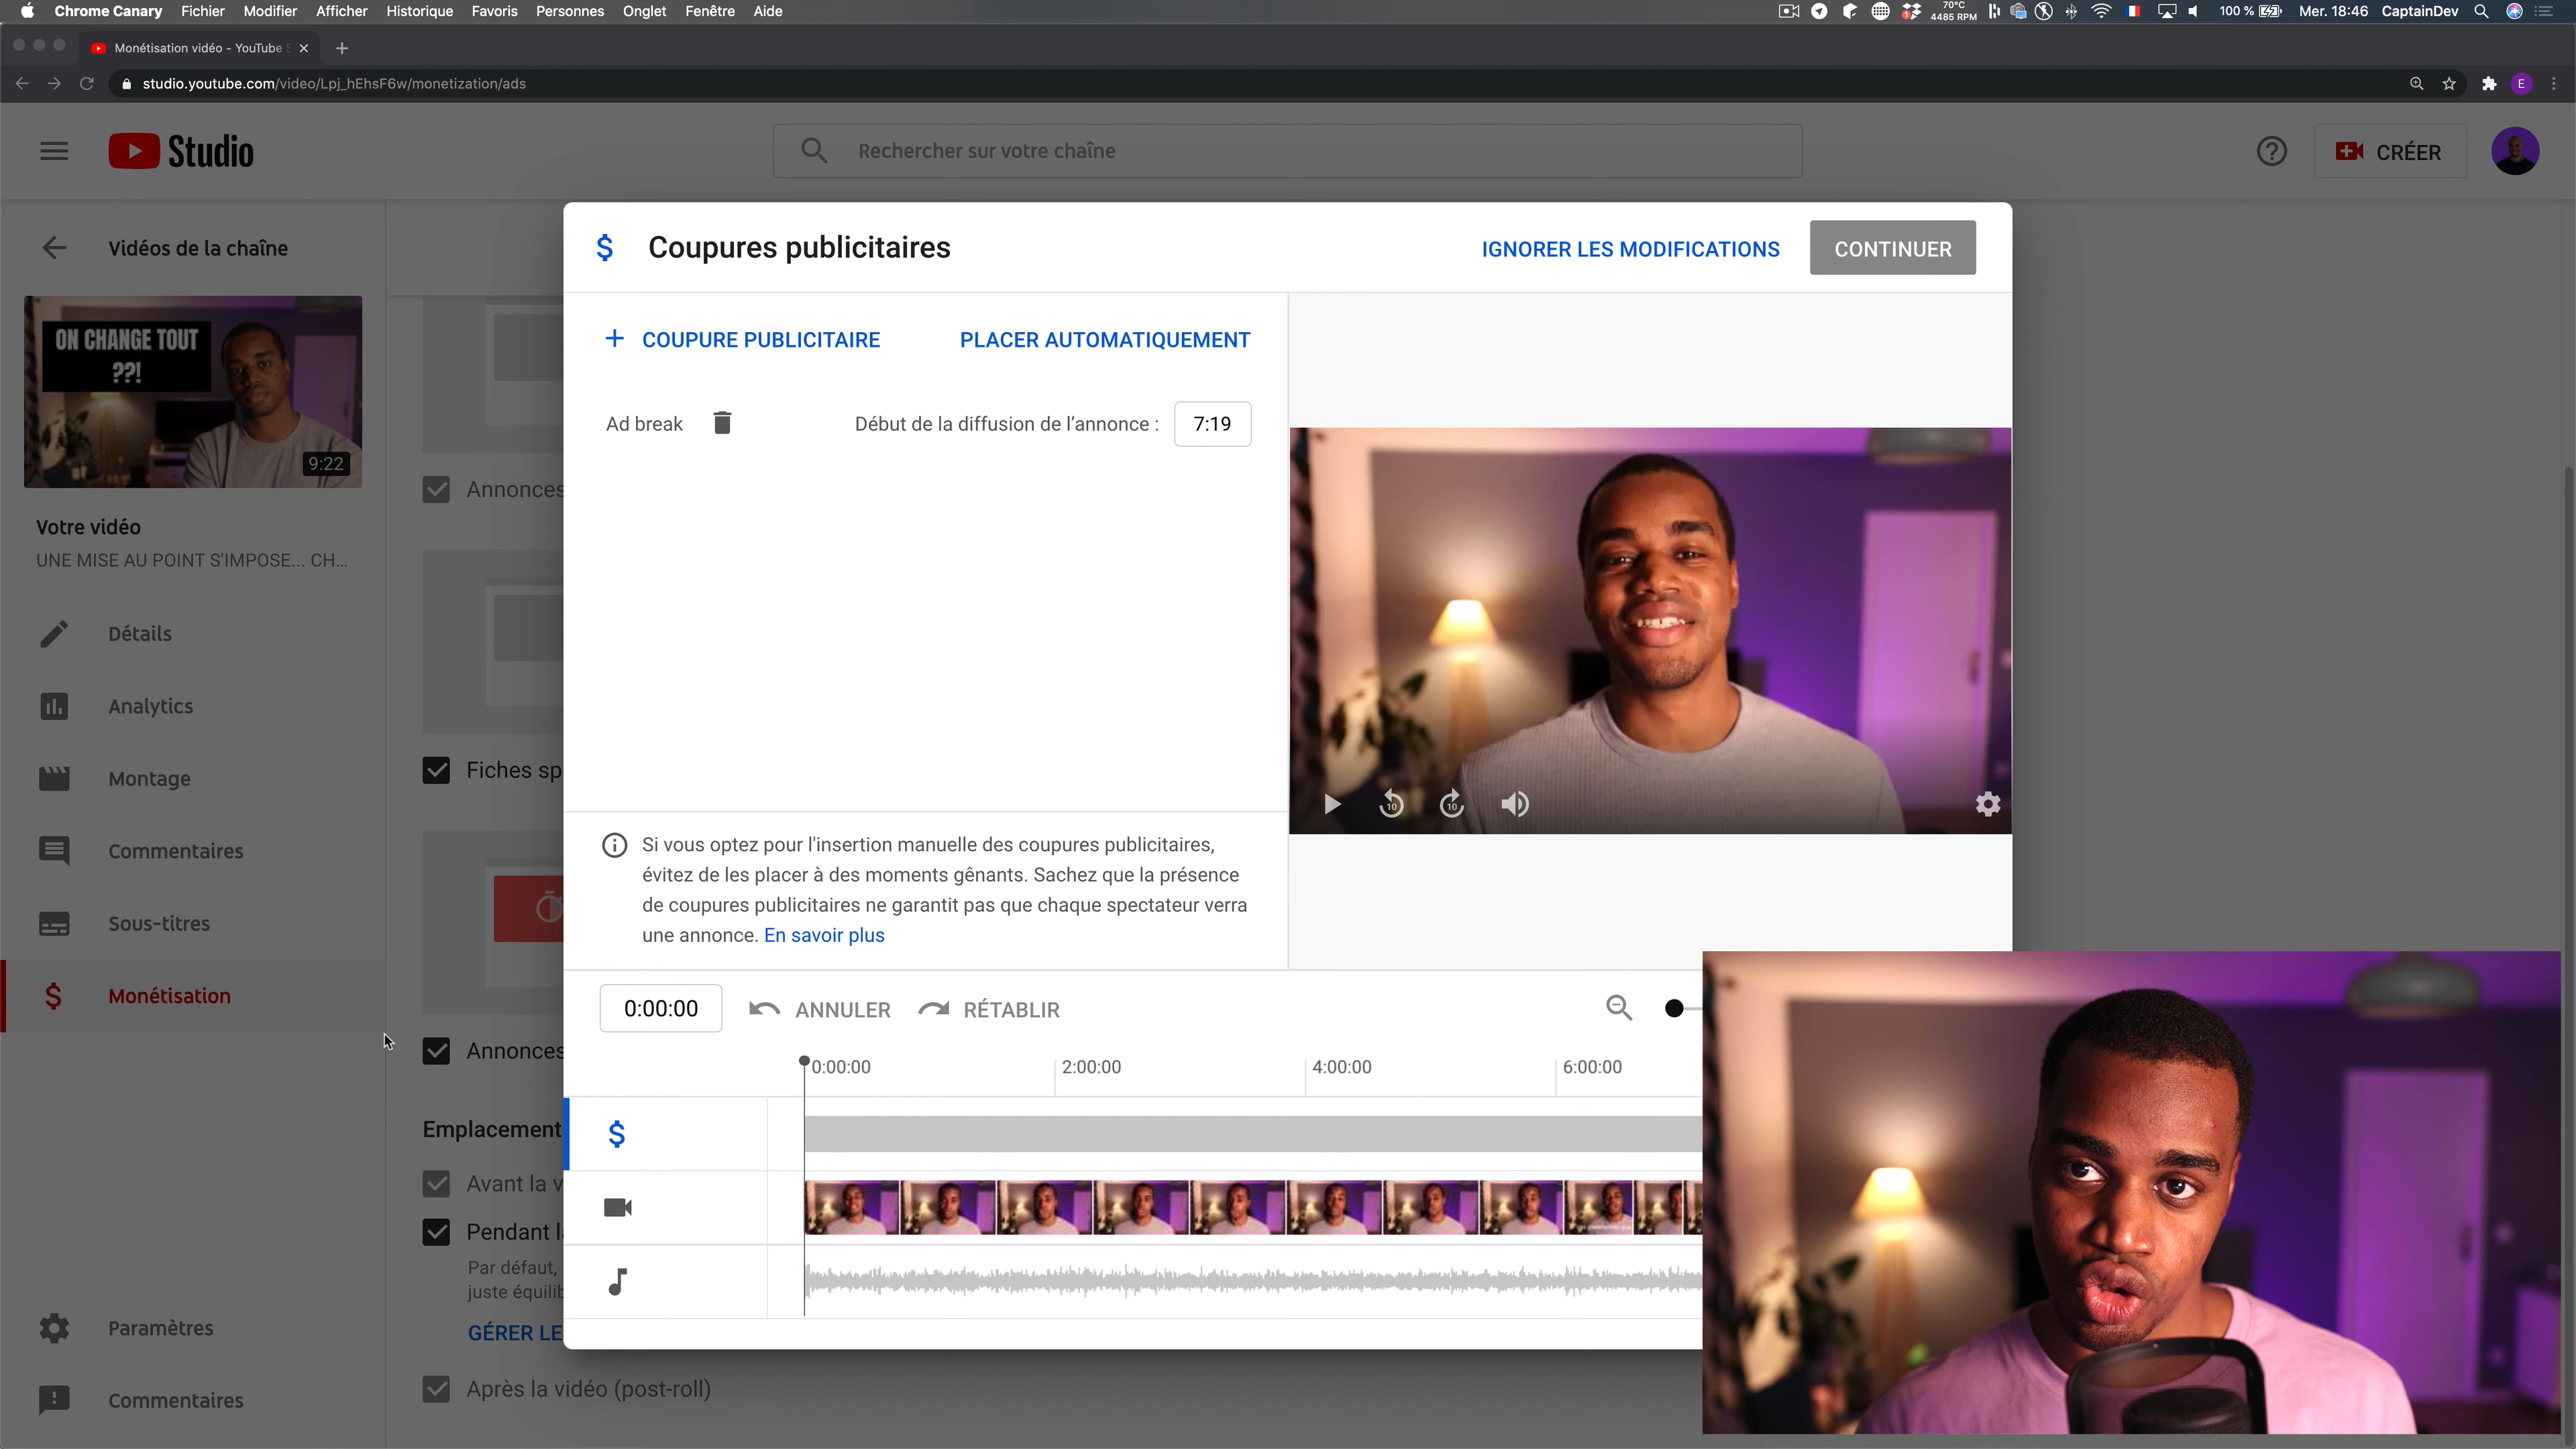 Chrome Canary Fichier Modifier Afficher Historique Favoris Personnes Onglet Fenêtre Aide
70°C
4485 RPM
100 % Mer. 18:46 CaptainDev
Monétisation vidéo - YouTube S
studio.youtube.com/video/Lpj_hEhsF6w/monetization/ads
E
Studio
Rechercher sur votre chaîne
CRÉER
Vidéos de la chaîne
ON CHANGE TOUT
??!
9:22
Votre vidéo
UNE MISE AU POINT S'IMPOSE... CH...
Détails
Analytics
Montage
Commentaires
Sous-titres
Monétisation
Paramètres
Commentaires
Annonces
Fiches sp
Annonces
Emplacement
Avant la v
Pendant la
Par défaut,
juste équilib
GÉRER LE
Après la vidéo (post-roll)
Coupures publicitaires
IGNORER LES MODIFICATIONS
CONTINUER
COUPURE PUBLICITAIRE
PLACER AUTOMATIQUEMENT
Ad break
Début de la diffusion de l’annonce :
7:19
10
10
Si vous optez pour l'insertion manuelle des coupures publicitaires,
évitez de les placer à des moments gênants. Sachez que la présence
de coupures publicitaires ne garantit pas que chaque spectateur verra
une annonce. En savoir plus
0:00:00
ANNULER
RÉTABLIR
0:00:00
2:00:00
4:00:00
6:00:00